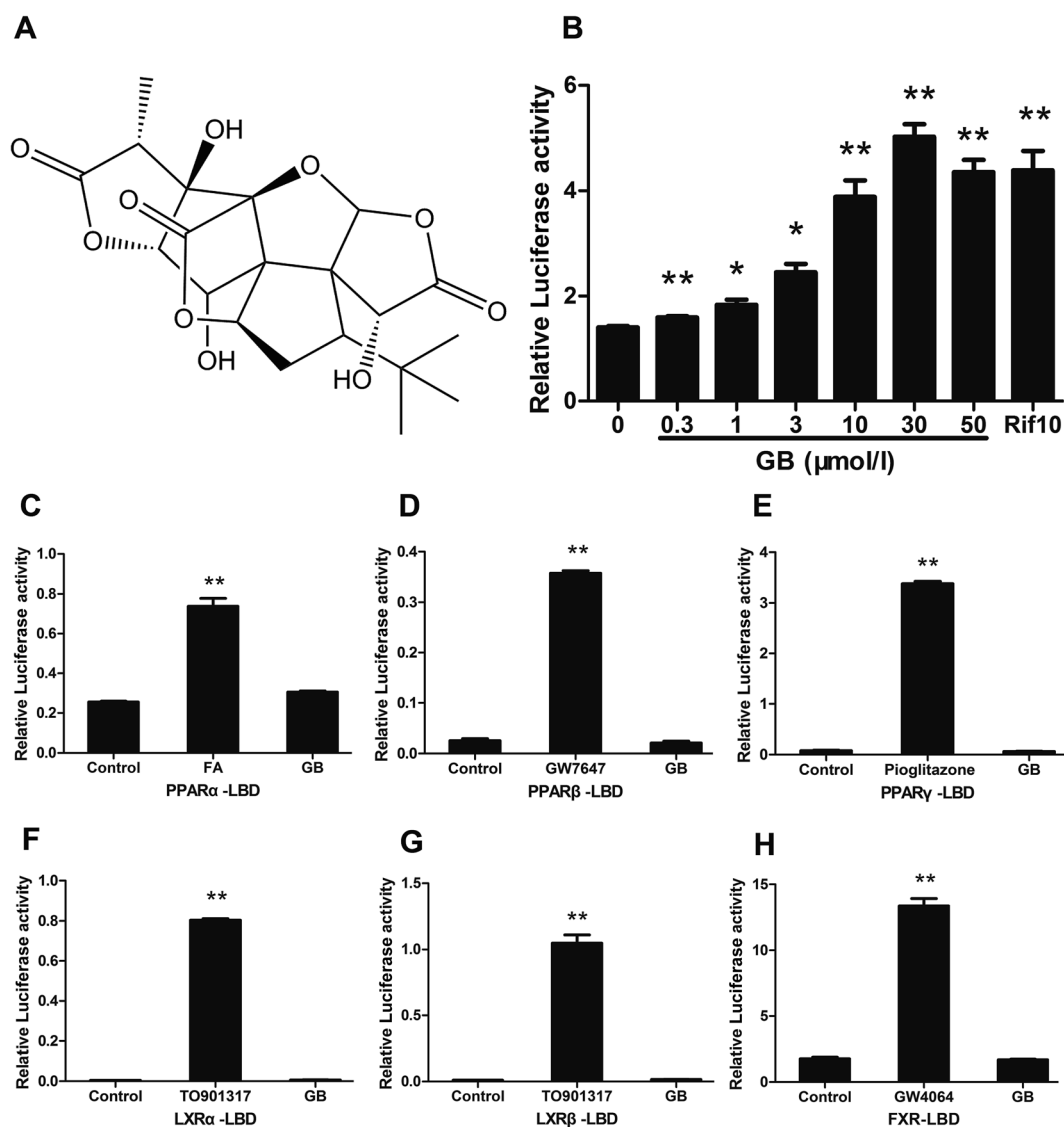 A
O
OH
O
O
O
O
O
O
OH
HO
B
Relative Luciferase activity
6
4
2
0
** * * ** ** ** **
0 0.3 1 3 10 30 50 Rif10
GB (μmol/l)
C
Relative Luciferase activity
1.0
0.8
0.6
0.4
0.2
0.0
**
Control FA GB
PPARα -LBD
D
Relative Luciferase activity
0.4
0.3
0.2
0.1
0.0
**
Control GW7647 GB
PPARβ -LBD
E
Relative Luciferase activity
4
3
2
1
0
**
Control Pioglitazone GB
PPARγ -LBD
F
Relative Luciferase activity
1.0
0.8
0.6
0.4
0.2
0.0
**
Control TO901317 GB
LXRα -LBD
G
Relative Luciferase activity
1.5
1.0
0.5
0.0
**
Control TO901317 GB
LXRβ -LBD
H
Relative Luciferase activity
15
10
5
0
**
Control GW4064 GB
FXR-LBD